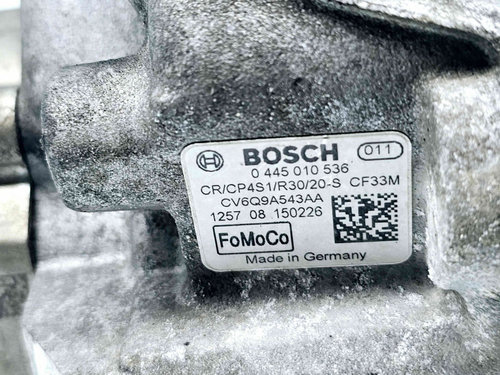 BOSCH 011
0 445 010 536
CR/CP4S1/R30/20-S CF33M
CV6Q9A543AA
1257 08 150226
FoMoCo
Made in Germany